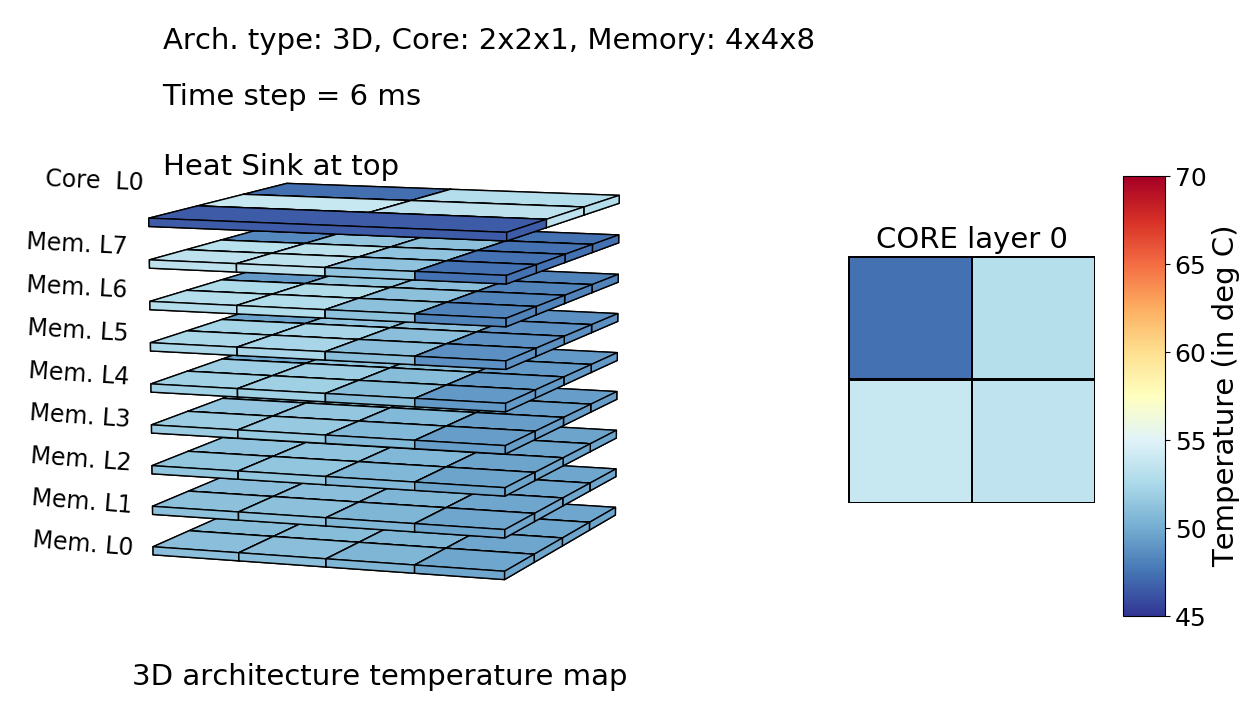 Arch. type: 3D, Core: 2x2x1, Memory: 4x4x8
Time step = 6 ms
Heat Sink at top
Core  L0
Mem. L7
Mem. L6
Mem. L5
Mem. L4
Mem. L3
Mem. L2
Mem. L1
Mem. L0
3D architecture temperature map
CORE layer 0
70
65
60
55
50
45
Temperature (in deg C)